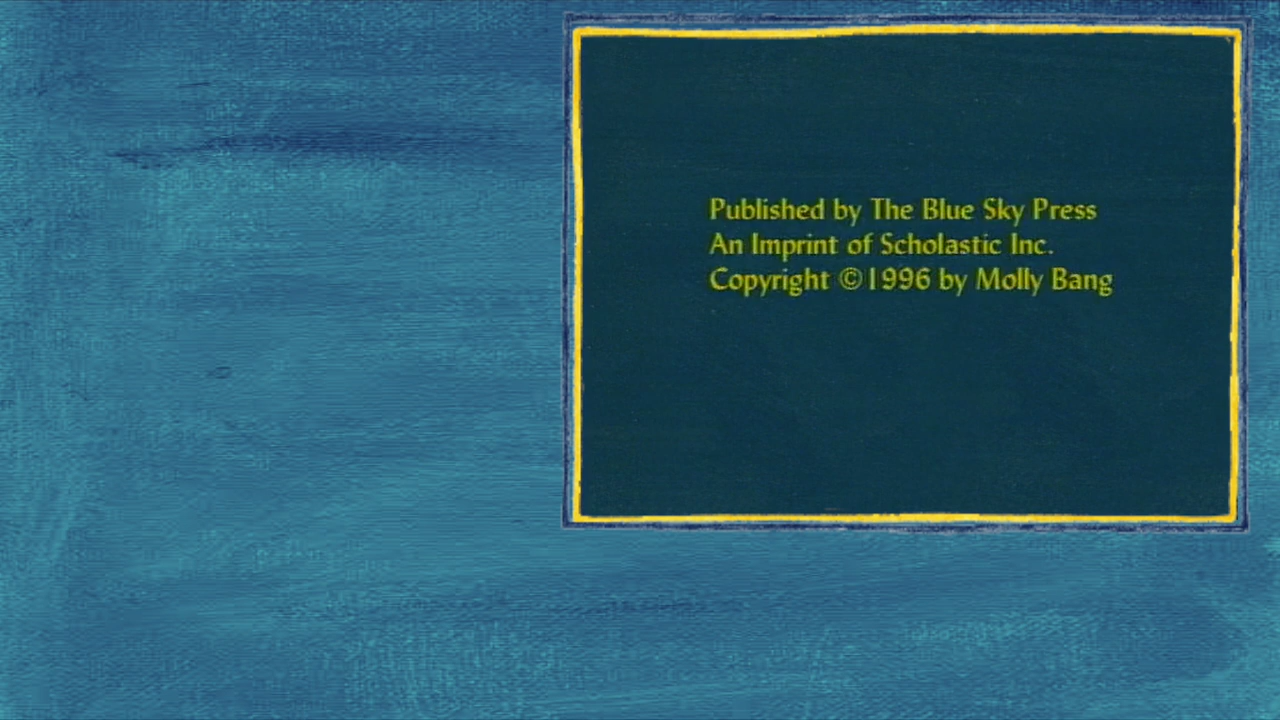 Published by The Blue Sky Press
An Imprint of Scholastic Inc.
Copyright ©1996 by Molly Bang